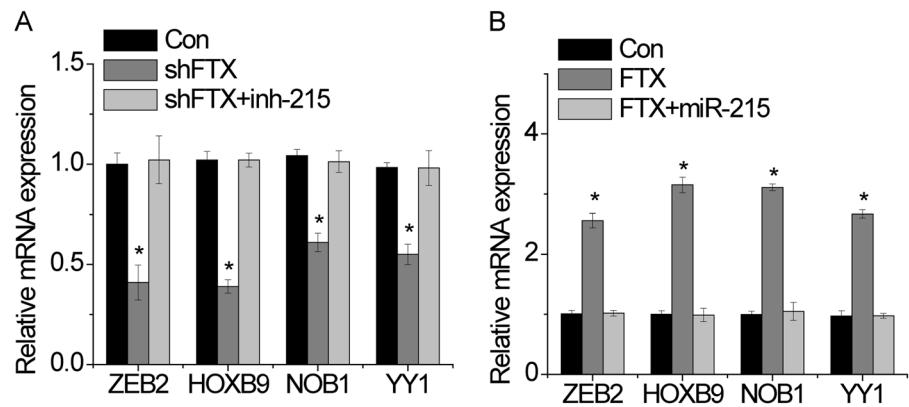 A
Con
shFTX
shFTX+inh-215
Relative mRNA expression
1.5
1.0
0.5
0.0
*
*
*
*
ZEB2 HOXB9 NOB1 YY1
B
Con
FTX
FTX+miR-215
Relative mRNA expression
4
2
0
*
*
*
*
ZEB2 HOXB9 NOB1 YY1